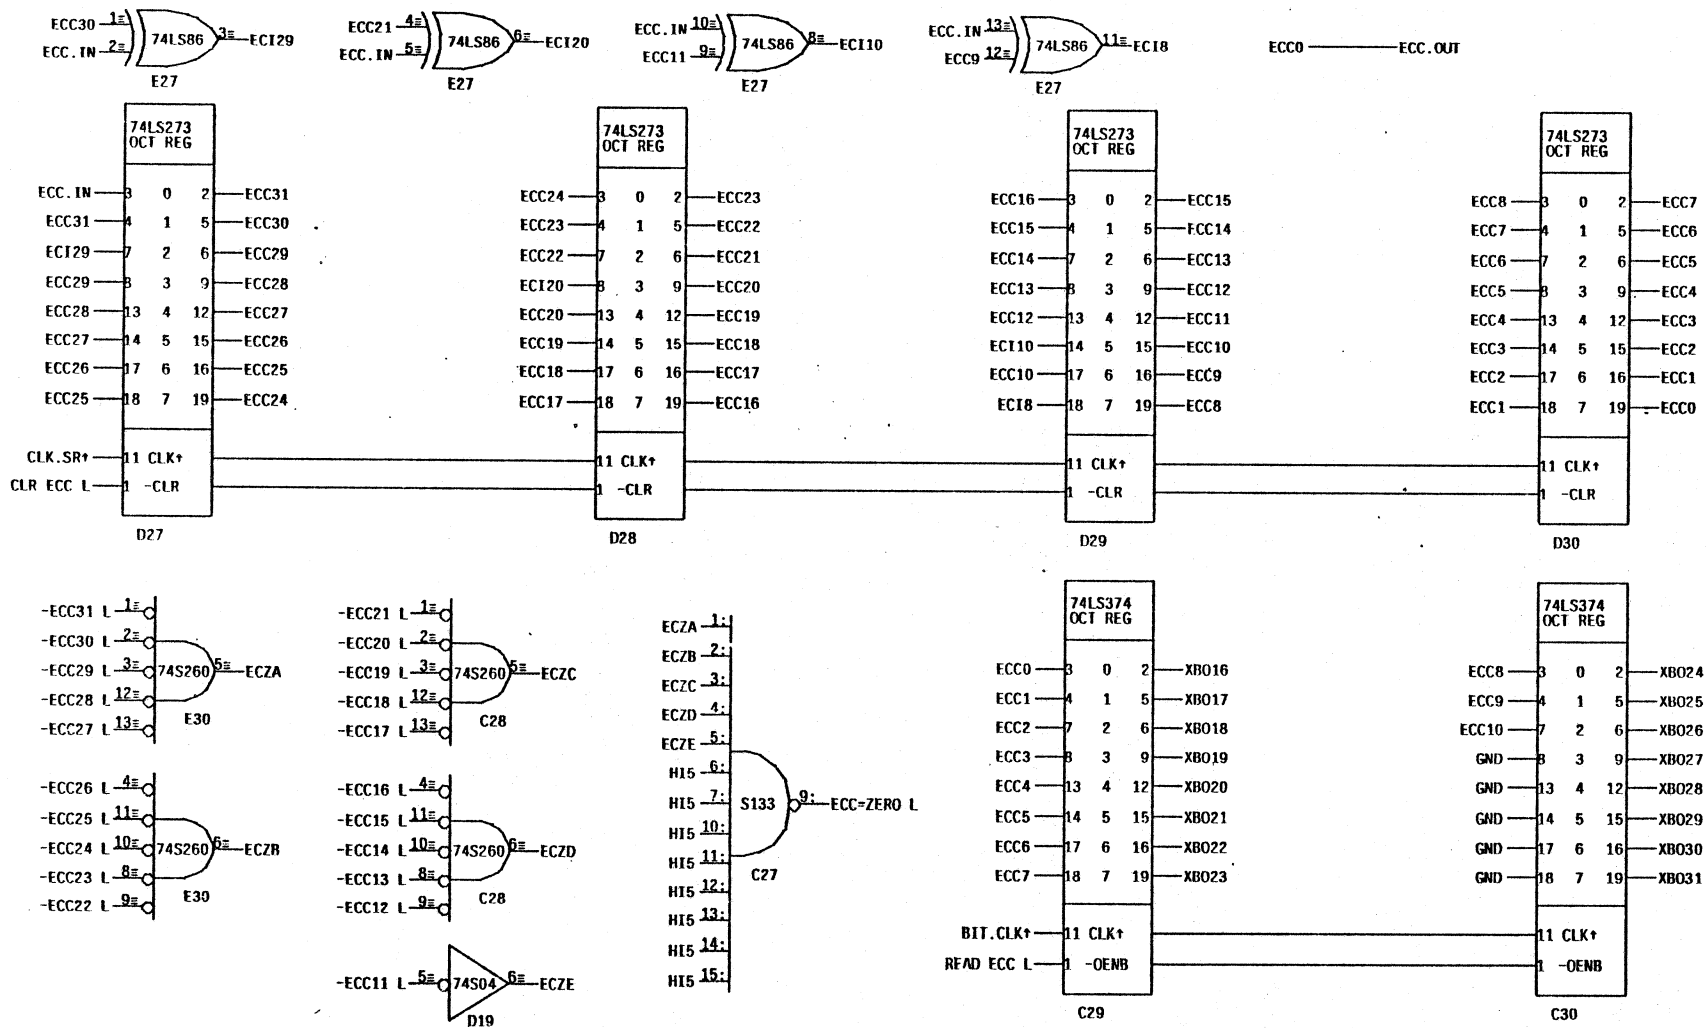 ECC30 1≡ 74LS86 3≡ ECI29
ECC.IN 2≡
E27
ECC21 4≡ 74LS86 6≡ ECI20
ECC.IN 5≡
E27
ECC.IN 10≡ 74LS86 8≡ ECI10
ECC11 9≡
E27
ECC.IN 13≡ 74LS86 11≡ ECI8
ECC9 12≡
E27
ECC0 ECC.OUT
74LS273
OCT REG
ECC.IN 3 0 2 ECC31
ECC31 4 1 5 ECC30
ECI29 7 2 6 ECC29
ECC29 8 3 9 ECC28
ECC28 13 4 12 ECC27
ECC27 14 5 15 ECC26
ECC26 17 6 16 ECC25
ECC25 18 7 19 ECC24
CLK.SR↑ 11 CLK↑
CLR ECC L 1 -CLR
D27
74LS273
OCT REG
ECC24 3 0 2 ECC23
ECC23 4 1 5 ECC22
ECC22 7 2 6 ECC21
ECI20 8 3 9 ECC20
ECC20 13 4 12 ECC19
ECC19 14 5 15 ECC18
ECC18 17 6 16 ECC17
ECC17 18 7 19 ECC16
11 CLK↑
1 -CLR
D28
74LS273
OCT REG
ECC16 3 0 2 ECC15
ECC15 4 1 5 ECC14
ECC14 7 2 6 ECC13
ECC13 8 3 9 ECC12
ECC12 13 4 12 ECC11
ECI10 14 5 15 ECC10
ECC10 17 6 16 ECC9
ECI8 18 7 19 ECC8
11 CLK↑
1 -CLR
D29
74LS273
OCT REG
ECC8 3 0 2 ECC7
ECC7 4 1 5 ECC6
ECC6 7 2 6 ECC5
ECC5 8 3 9 ECC4
ECC4 13 4 12 ECC3
ECC3 14 5 15 ECC2
ECC2 17 6 16 ECC1
ECC1 18 7 19 ECC0
11 CLK↑
1 -CLR
D30
-ECC31 L 1≡
-ECC30 L 2≡
-ECC29 L 3≡ 74S260 5≡ ECZA
-ECC28 L 12≡
-ECC27 L 13≡
E30
-ECC21 L 1≡
-ECC20 L 2≡
-ECC19 L 3≡ 74S260 5≡ ECZC
-ECC18 L 12≡
-ECC17 L 13≡
C28
-ECC26 L 4≡
-ECC25 L 11≡
-ECC24 L 10≡ 74S260 6≡ ECZB
-ECC23 L 8≡
-ECC22 L 9≡
E30
-ECC16 L 4≡
-ECC15 L 11≡
-ECC14 L 10≡ 74S260 6≡ ECZD
-ECC13 L 8≡
-ECC12 L 9≡
C28
-ECC11 L 5≡ 74S04 6≡ ECZE
D19
ECZA 1:
ECZB 2:
ECZC 3:
ECZD 4:
ECZE 5:
HI5 6:
HI5 7: S133 9: ECC=ZERO L
HI5 10:
HI5 11:
C27
HI5 12:
HI5 13:
HI5 14:
HI5 15:
74LS374
OCT REG
ECC0 3 0 2 XBO16
ECC1 4 1 5 XBO17
ECC2 7 2 6 XBO18
ECC3 8 3 9 XBO19
ECC4 13 4 12 XBO20
ECC5 14 5 15 XBO21
ECC6 17 6 16 XBO22
ECC7 18 7 19 XBO23
BIT.CLK↑ 11 CLK↑
READ ECC L 1 -OENB
C29
74LS374
OCT REG
ECC8 3 0 2 XBO24
ECC9 4 1 5 XBO25
ECC10 7 2 6 XBO26
GND 8 3 9 XBO27
GND 13 4 12 XBO28
GND 14 5 15 XBO29
GND 17 6 16 XBO30
GND 18 7 19 XBO31
11 CLK↑
1 -OENB
C30